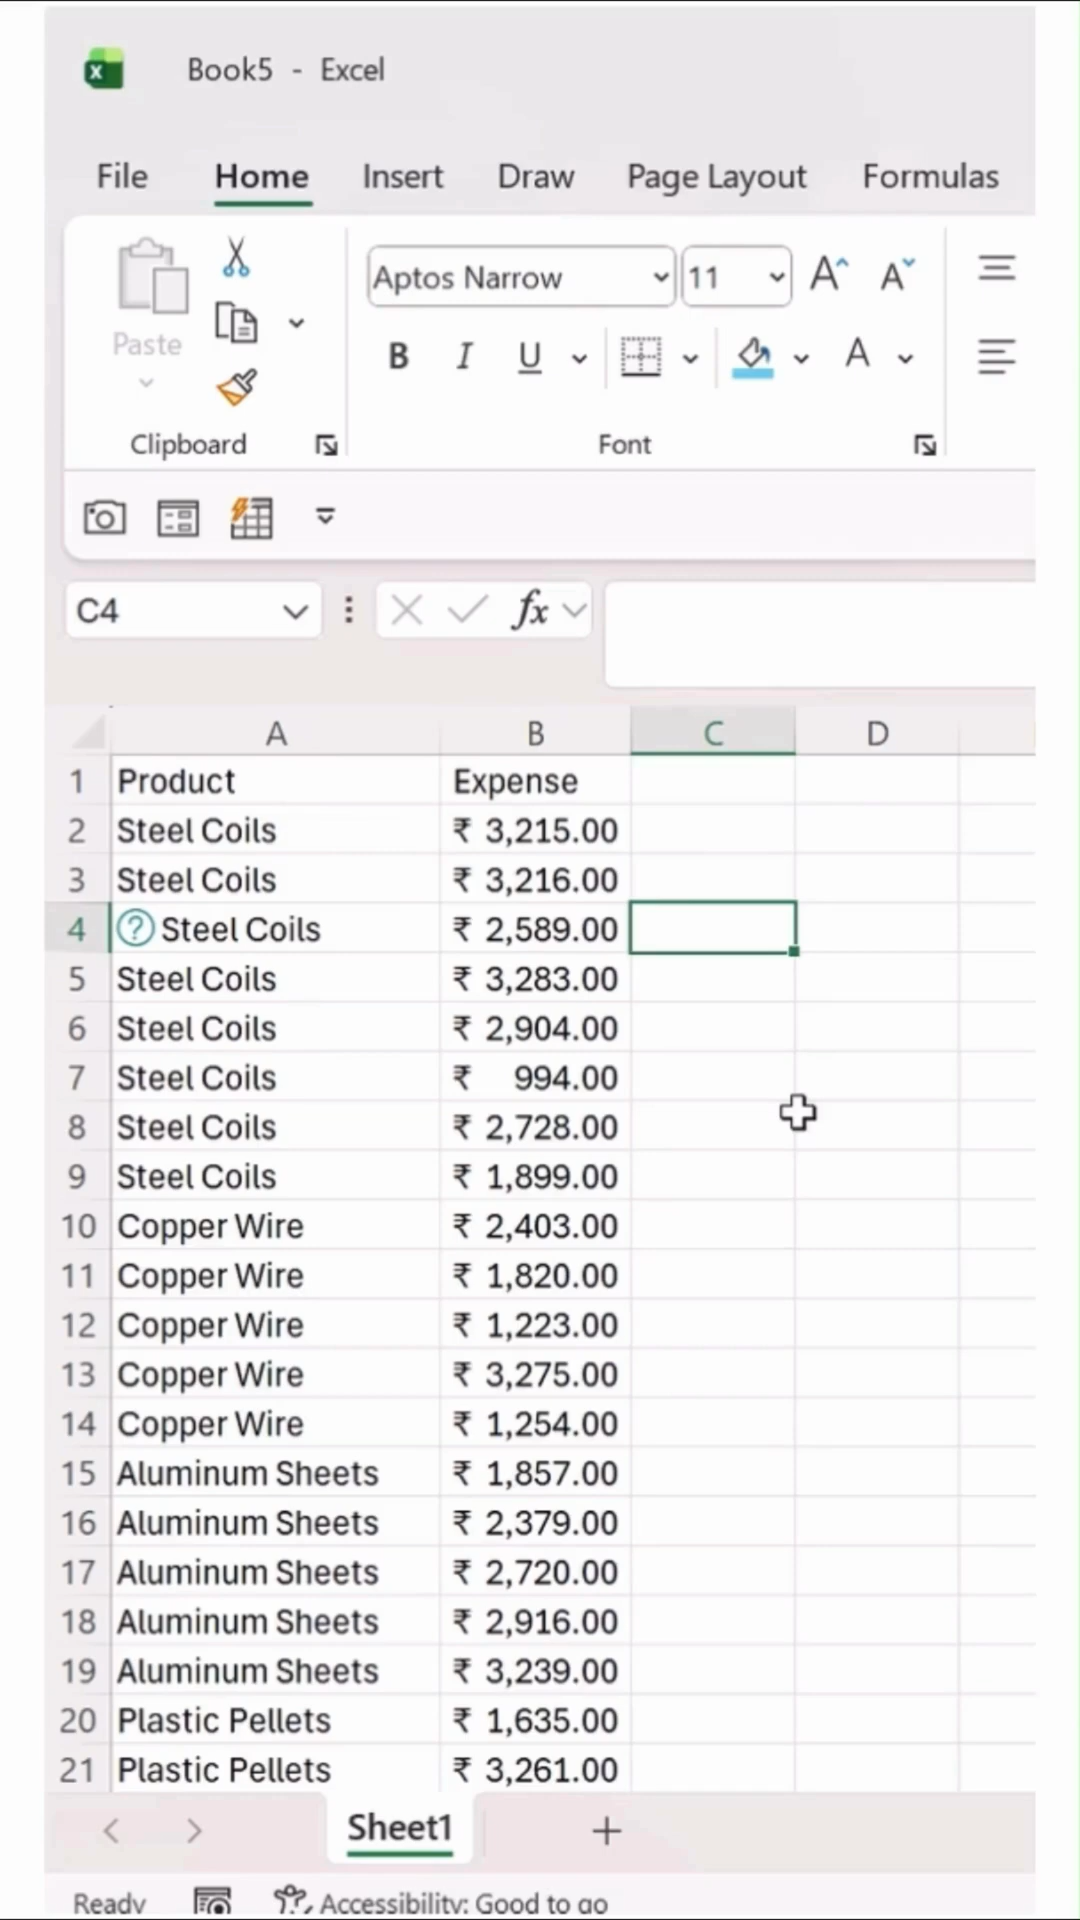 Book5 - Excel
File Home Insert Draw Page Layout Formulas
Aptos Narrow 11 A A
Paste
B I U A
Clipboard Font
C4 fx
A B C D
1 Product Expense
2 Steel Coils ₹ 3,215.00
3 Steel Coils ₹ 3,216.00
4 ? Steel Coils ₹ 2,589.00
5 Steel Coils ₹ 3,283.00
6 Steel Coils ₹ 2,904.00
7 Steel Coils ₹ 994.00
8 Steel Coils ₹ 2,728.00
9 Steel Coils ₹ 1,899.00
10 Copper Wire ₹ 2,403.00
11 Copper Wire ₹ 1,820.00
12 Copper Wire ₹ 1,223.00
13 Copper Wire ₹ 3,275.00
14 Copper Wire ₹ 1,254.00
15 Aluminum Sheets ₹ 1,857.00
16 Aluminum Sheets ₹ 2,379.00
17 Aluminum Sheets ₹ 2,720.00
18 Aluminum Sheets ₹ 2,916.00
19 Aluminum Sheets ₹ 3,239.00
20 Plastic Pellets ₹ 1,635.00
21 Plastic Pellets ₹ 3,261.00
Sheet1
Ready Accessibility: Good to go